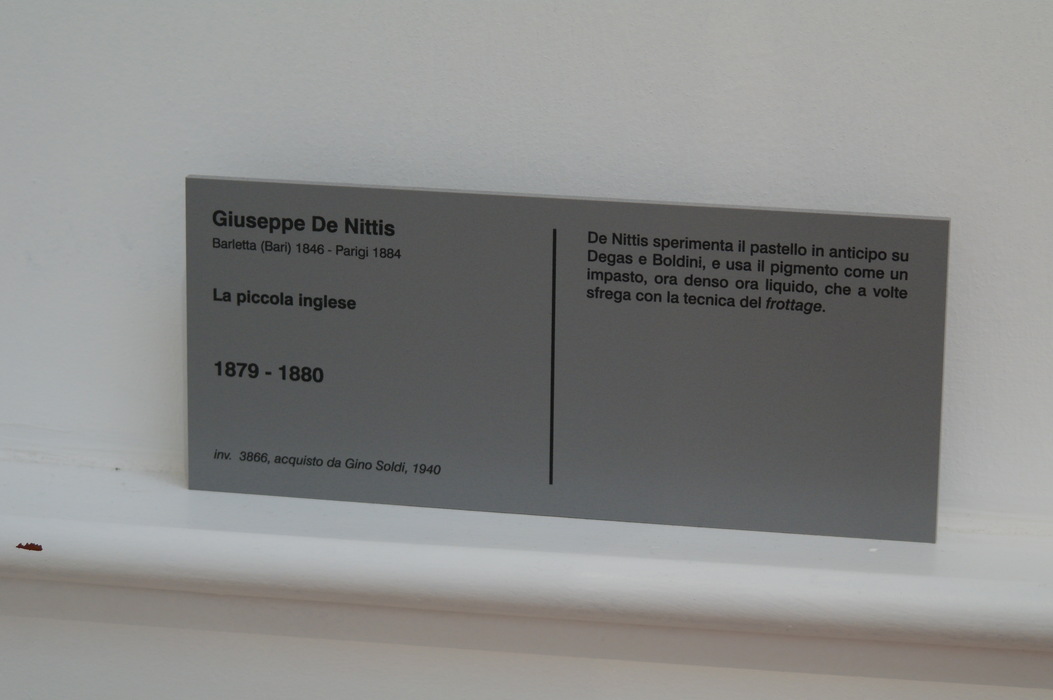 Giuseppe De Nittis
Barletta (Bari) 1846 - Parigi 1884
La piccola inglese
1879 - 1880
inv. 3866, acquisto da Gino Soldi, 1940
De Nittis sperimenta il pastello in anticipo su
Degas e Boldini, e usa il pigmento come un
impasto, ora denso ora liquido, che a volte
sfrega con la tecnica del frottage.